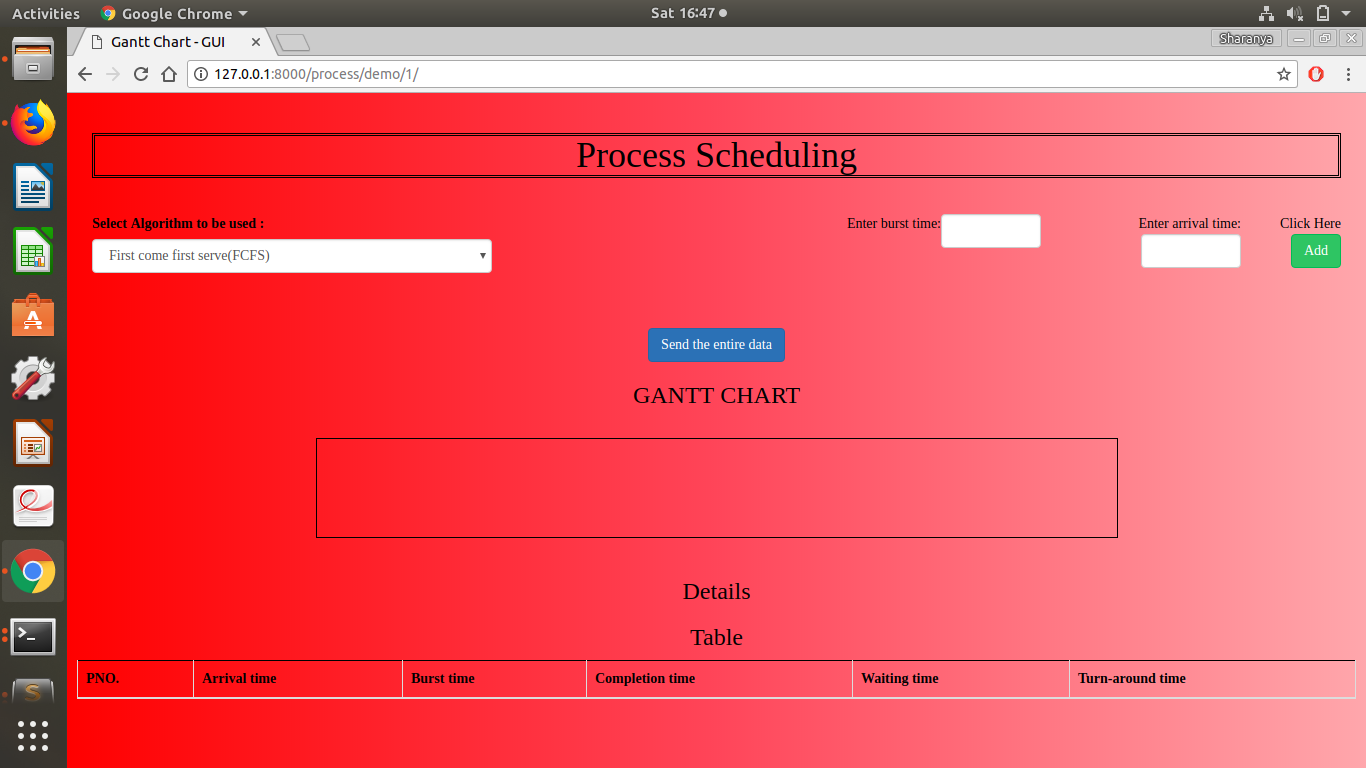 Activities Google Chrome Sat 16:47
Gantt Chart - GUI Sharanya
127.0.0.1:8000/process/demo/1/
Process Scheduling
Select Algorithm to be used : Enter burst time: Enter arrival time: Click Here
First come first serve(FCFS) Add
Send the entire data
GANTT CHART
Details
Table
PNO. Arrival time Burst time Completion time Waiting time Turn-around time